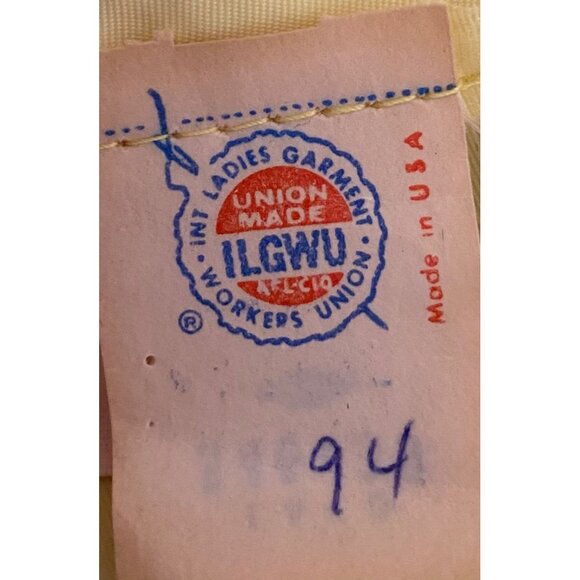 INT LADIES GARMENT
UNION
MADE
ILGWU
AFL-CIO
WORKERS UNION
®
Made in USA
94